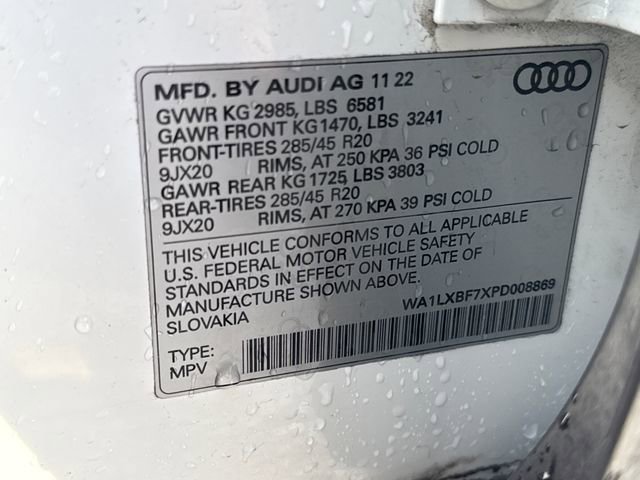 MFD. BY AUDI AG 11 22
GVWR KG 2985, LBS 6581
GAWR FRONT KG1470, LBS 3241
FRONT-TIRES 285/45 R20
9JX20 RIMS, AT 250 KPA 36 PSI COLD
GAWR REAR KG 1725 LBS 3803
REAR-TIRES 285/45 R20
9JX20 RIMS, AT 270 KPA 39 PSI COLD
THIS VEHICLE CONFORMS TO ALL APPLICABLE
U.S. FEDERAL MOTOR VEHICLE SAFETY
STANDARDS IN EFFECT ON THE DATE OF
MANUFACTURE SHOWN ABOVE.
SLOVAKIA
WA1LXBF7XPD008869
TYPE:
MPV